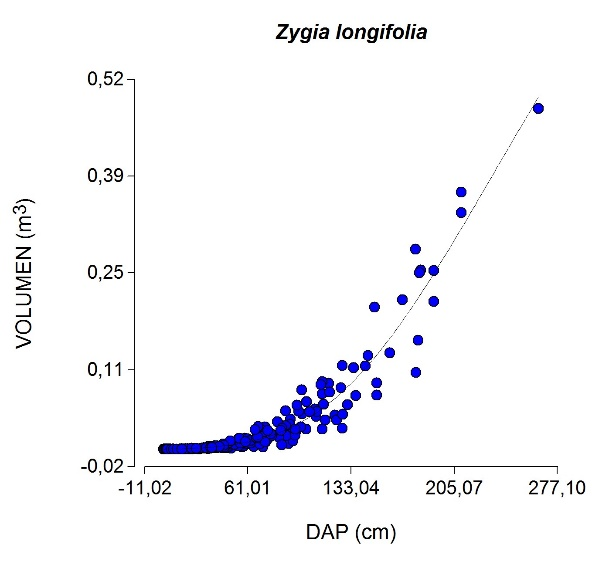 Zygia longifolia
0,52
0,39
0,25
0,11
-0,02
VOLUMEN (m³)
-11,02 61,01 133,04 205,07 277,10
DAP (cm)